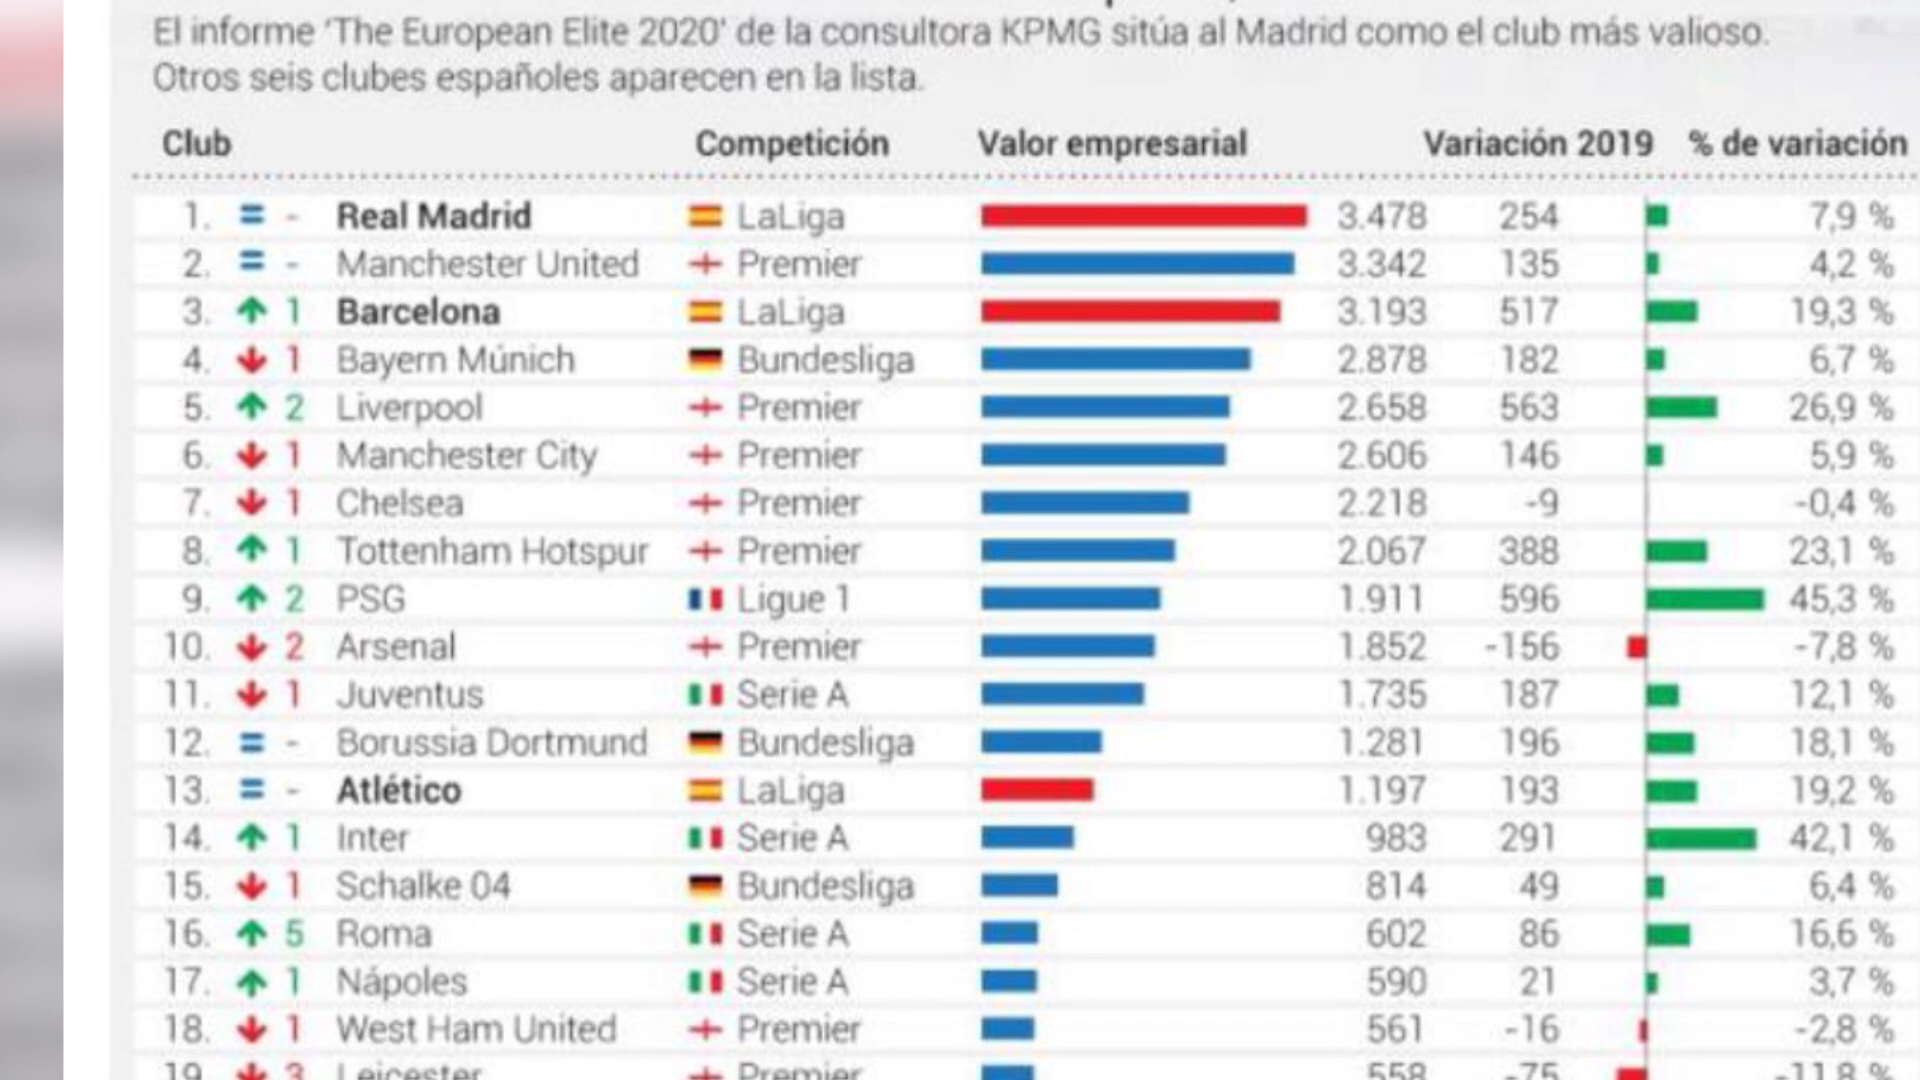 El informe ‘The European Elite 2020’ de la consultora KPMG sitúa al Madrid como el club más valioso.
Otros seis clubes españoles aparecen en la lista.
Club Competición Valor empresarial Variación 2019 % de variación
1. = - Real Madrid LaLiga 3.478 254 7,9 %
2. = - Manchester United Premier 3.342 135 4,2 %
3. ↑ 1 Barcelona LaLiga 3.193 517 19,3 %
4. ↓ 1 Bayern Múnich Bundesliga 2.878 182 6,7 %
5. ↑ 2 Liverpool Premier 2.658 563 26,9 %
6. ↓ 1 Manchester City Premier 2.606 146 5,9 %
7. ↓ 1 Chelsea Premier 2.218 -9 -0,4 %
8. ↑ 1 Tottenham Hotspur Premier 2.067 388 23,1 %
9. ↑ 2 PSG Ligue 1 1.911 596 45,3 %
10. ↓ 2 Arsenal Premier 1.852 -156 -7,8 %
11. ↓ 1 Juventus Serie A 1.735 187 12,1 %
12. = - Borussia Dortmund Bundesliga 1.281 196 18,1 %
13. = - Atlético LaLiga 1.197 193 19,2 %
14. ↑ 1 Inter Serie A 983 291 42,1 %
15. ↓ 1 Schalke 04 Bundesliga 814 49 6,4 %
16. ↑ 5 Roma Serie A 602 86 16,6 %
17. ↑ 1 Nápoles Serie A 590 21 3,7 %
18. ↓ 1 West Ham United Premier 561 -16 -2,8 %
19. ↓ 3 Leicester Premier 558 -75 -11,8 %